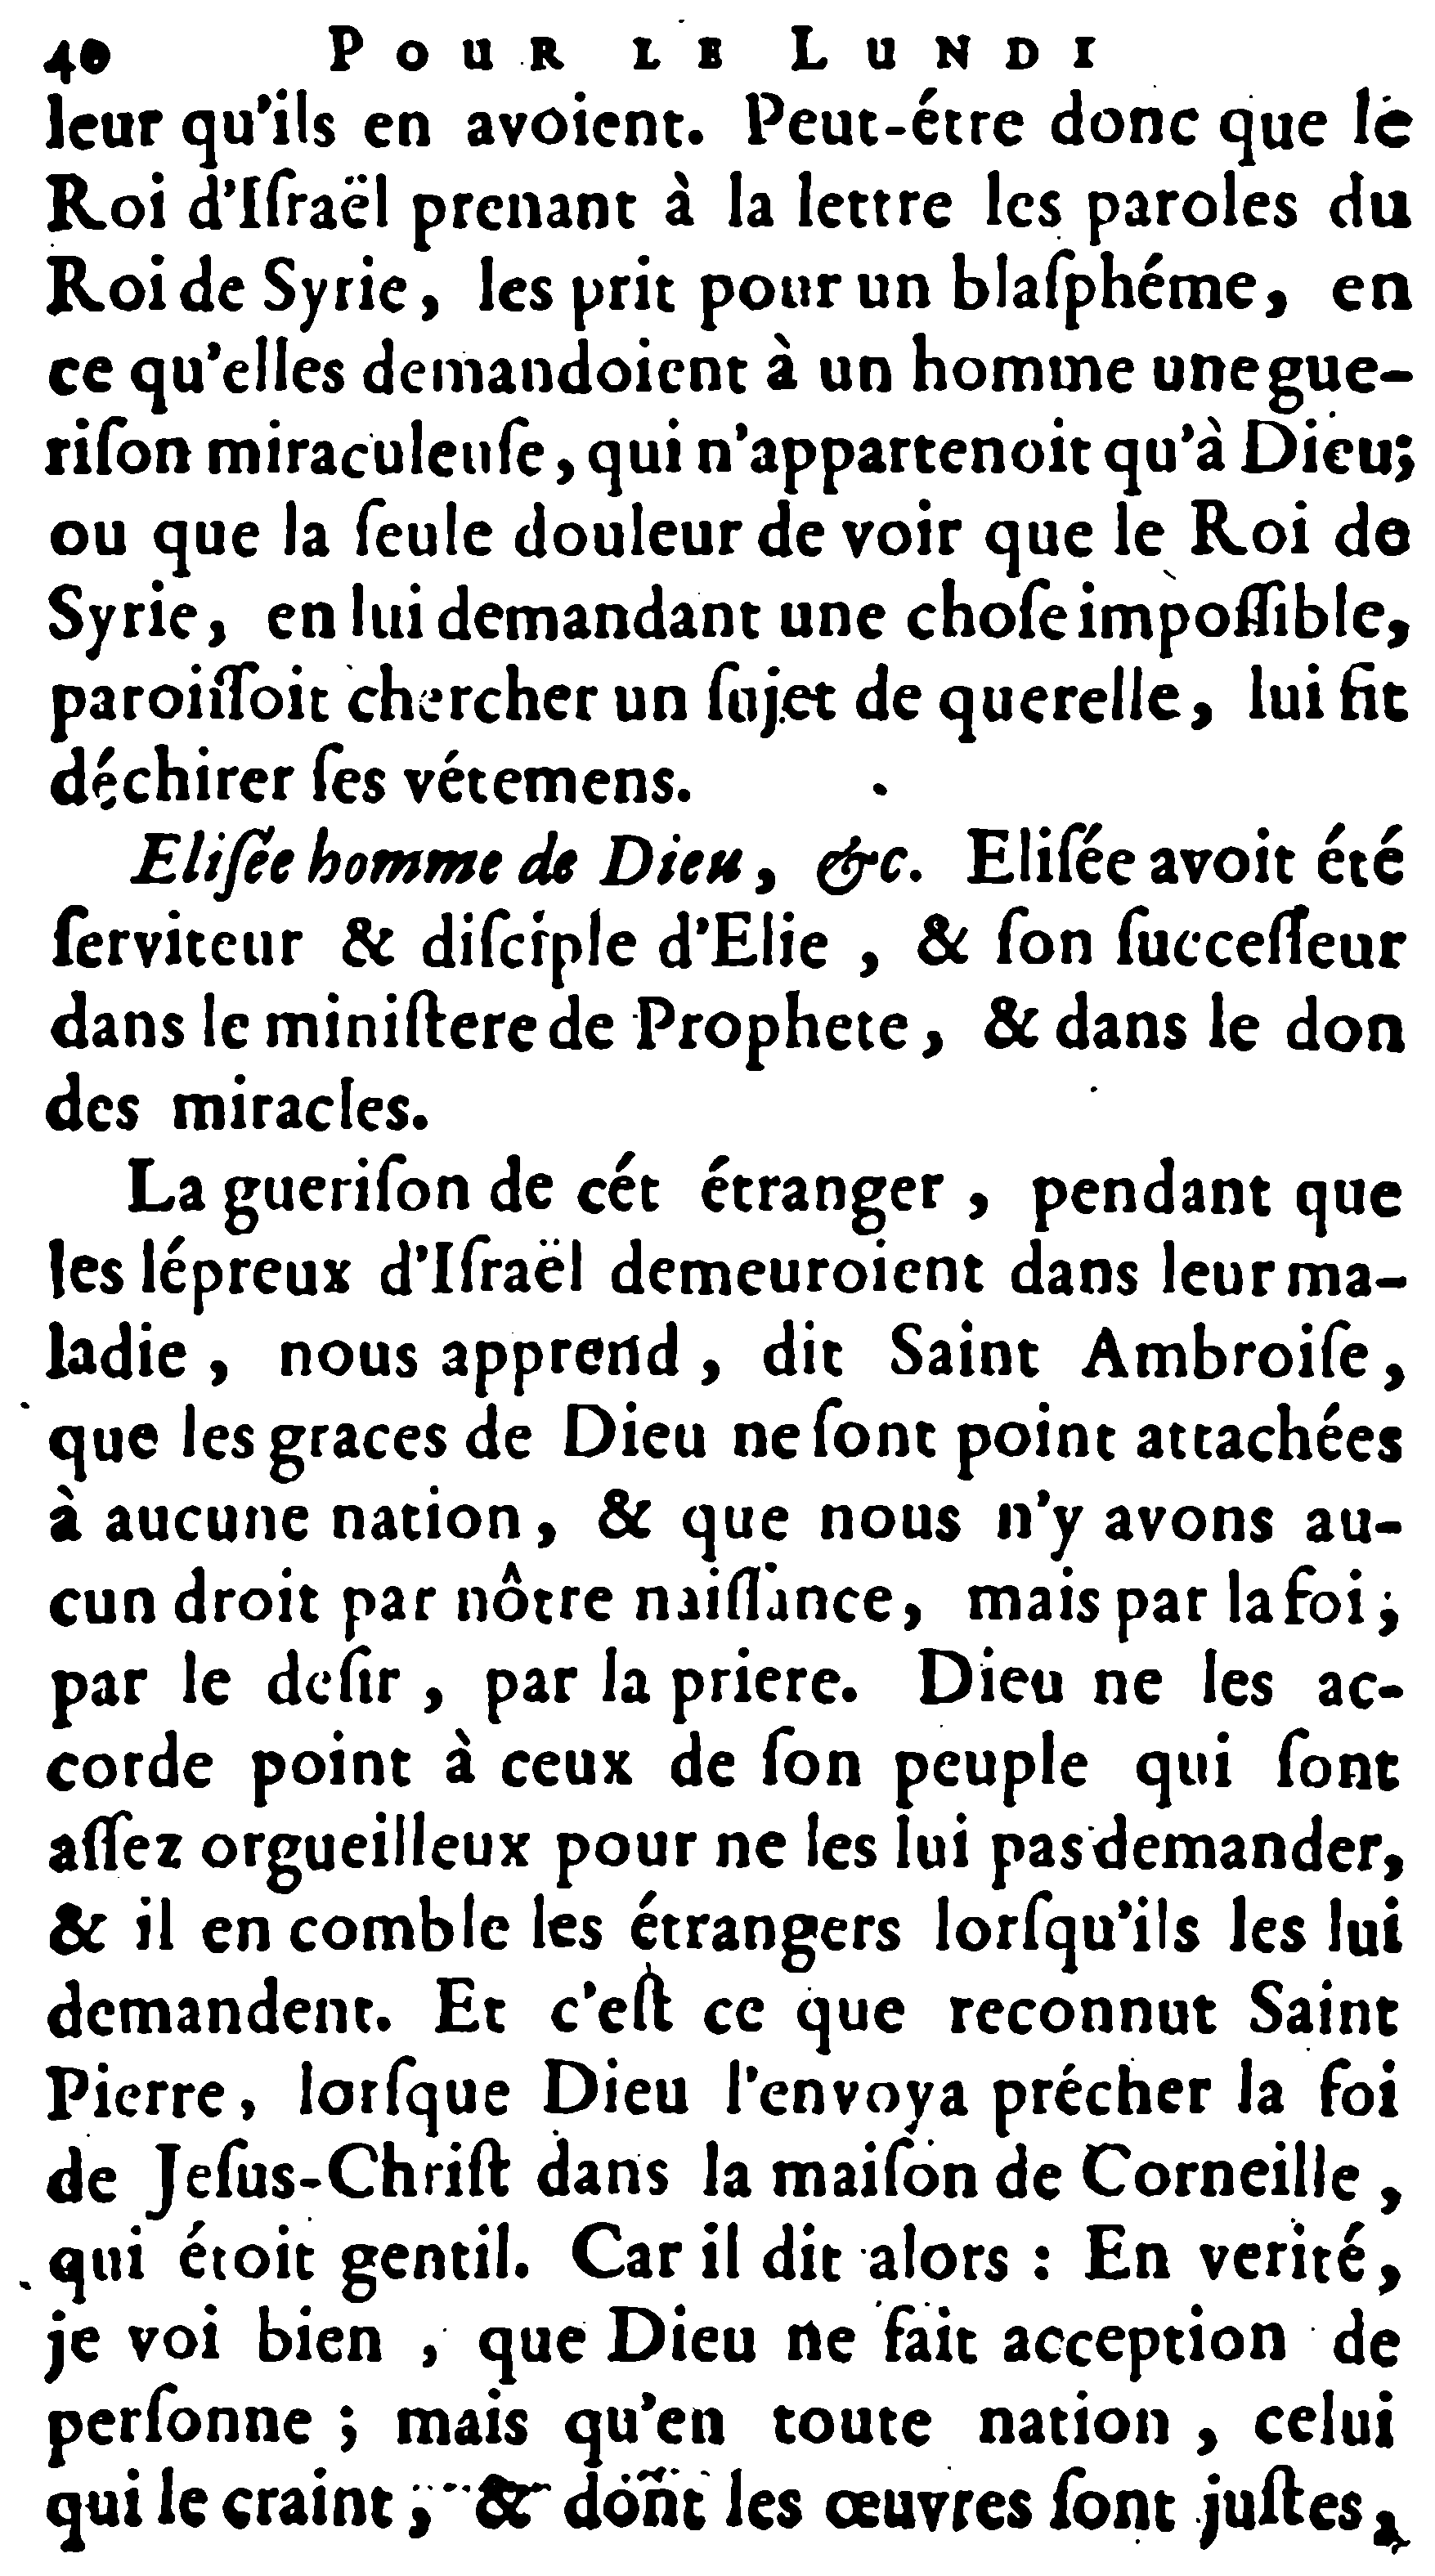 40 POUR LE LUNDI
leur qu'ils en avoient. Peut-étre donc que le
Roi d'Iſraël prenant à la lettre les paroles du
Roi de Syrie, les prit pour un blaſphéme, en
ce qu'elles demandoient à un homme une gue-
riſon miraculeuſe, qui n'appartenoit qu'à Dieu;
ou que la ſeule douleur de voir que le Roi de
Syrie, en lui demandant une choſe impoſſible,
paroiſſoit chercher un ſujet de querelle, lui fit
déchirer ſes vétemens.
Eliſée homme de Dieu, &c. Eliſée avoit été
ſerviteur & diſciple d'Elie, & ſon ſucceſſeur
dans le miniſtere de Prophete, & dans le don
des miracles.
La gueriſon de cét étranger, pendant que
les lépreux d'Iſraël demeuroient dans leur ma-
ladie, nous apprend, dit Saint Ambroiſe,
que les graces de Dieu ne ſont point attachées
à aucune nation, & que nous n'y avons au-
cun droit par nôtre naiſſance, mais par la foi;
par le deſir, par la priere. Dieu ne les ac-
corde point à ceux de ſon peuple qui ſont
aſſez orgueilleux pour ne les lui pas demander,
& il en comble les étrangers lorſqu'ils les lui
demandent. Et c'eſt ce que reconnut Saint
Pierre, lorſque Dieu l'envoya précher la foi
de Jeſus-Chriſt dans la maiſon de Corneille,
qui étoit gentil. Car il dit alors : En verité,
je voi bien, que Dieu ne fait acception de
perſonne ; mais qu'en toute nation, celui
qui le craint, & dont les œuvres ſont juſtes,